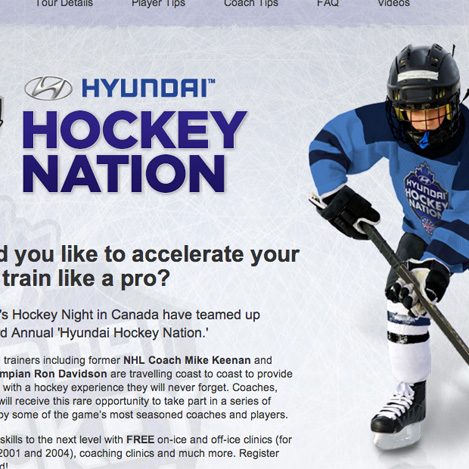 Tour Details Player Tips Coach Tips FAQ Videos
HYUNDAI™
HOCKEY
NATION
HYUNDAI
HOCKEY
NATION
you like to accelerate your
train like a pro?
Hockey Night in Canada have teamed up
Annual 'Hyundai Hockey Nation.'
trainers including former NHL Coach Mike Keenan and
Ron Davidson are travelling coast to coast to provide
with a hockey experience they will never forget. Coaches,
will receive this rare opportunity to take part in a series of
by some of the game's most seasoned coaches and players.
skills to the next level with FREE on-ice and off-ice clinics (for
2001 and 2004), coaching clinics and much more. Register